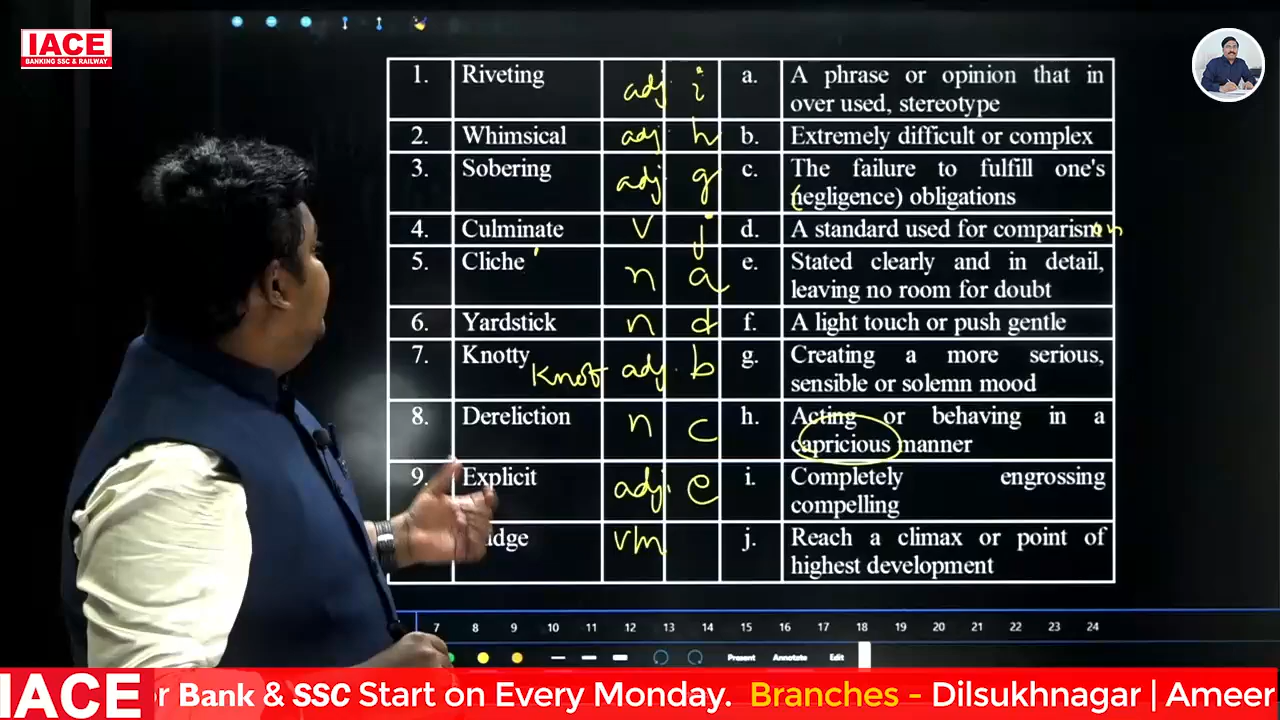 IACE
BANKING SSC & RAILWAY
1. Riveting adj i a. A phrase or opinion that in
over used, stereotype
2. Whimsical adj h b. Extremely difficult or complex
3. Sobering adj g c. The failure to fulfill one's
(negligence) obligations
4. Culminate v j d. A standard used for comparism on
5. Cliche' n a e. Stated clearly and in detail,
leaving no room for doubt
6. Yardstick n d f. A light touch or push gentle
7. Knotty Knot adj. b g. Creating a more serious,
sensible or solemn mood
8. Dereliction n c h. Acting or behaving in a
capricious manner
9. Explicit adj. e i. Completely engrossing
compelling
v/n j. Reach a climax or point of
highest development
7 8 9 10 11 12 13 14 15 16 17 18 19 20 21 22 23 24
Present Annotate Edit
IACE or Bank & SSC Start on Every Monday. Branches - Dilsukhnagar | Ameer